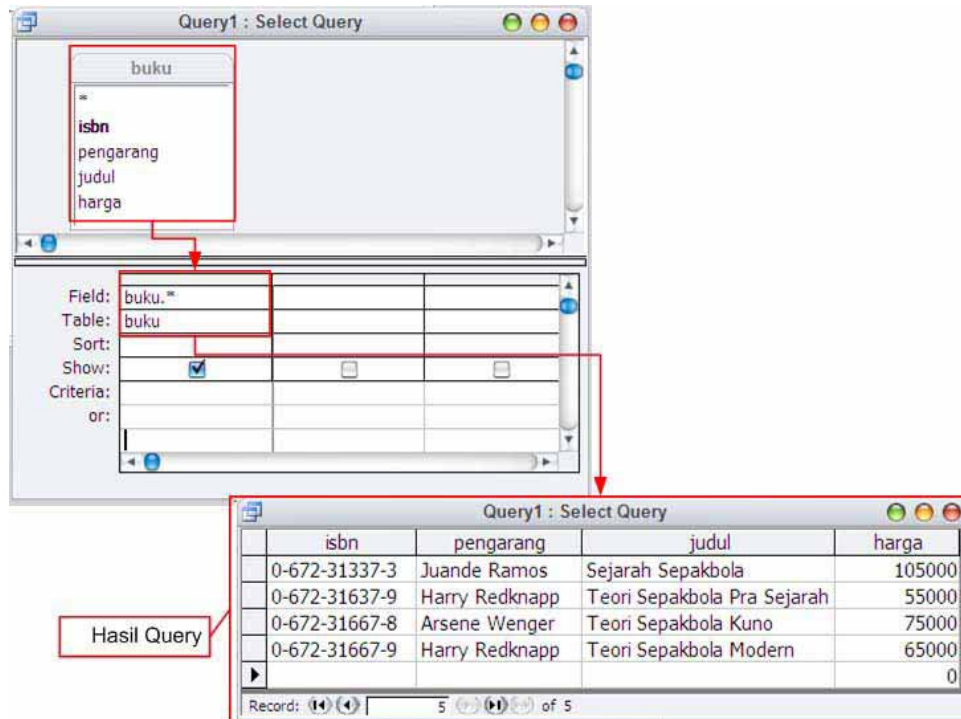 Query1 : Select Query
buku
*
isbn
pengarang
judul
harga
Field: buku.*
Table: buku
Sort:
Show:
Criteria:
or:
Query1 : Select Query
isbn pengarang judul harga
0-672-31337-3 Juande Ramos Sejarah Sepakbola 105000
0-672-31637-9 Harry Redknapp Teori Sepakbola Pra Sejarah 55000
0-672-31667-8 Arsene Wenger Teori Sepakbola Kuno 75000
0-672-31667-9 Harry Redknapp Teori Sepakbola Modern 65000
0
Hasil Query
Record: 5 of 5